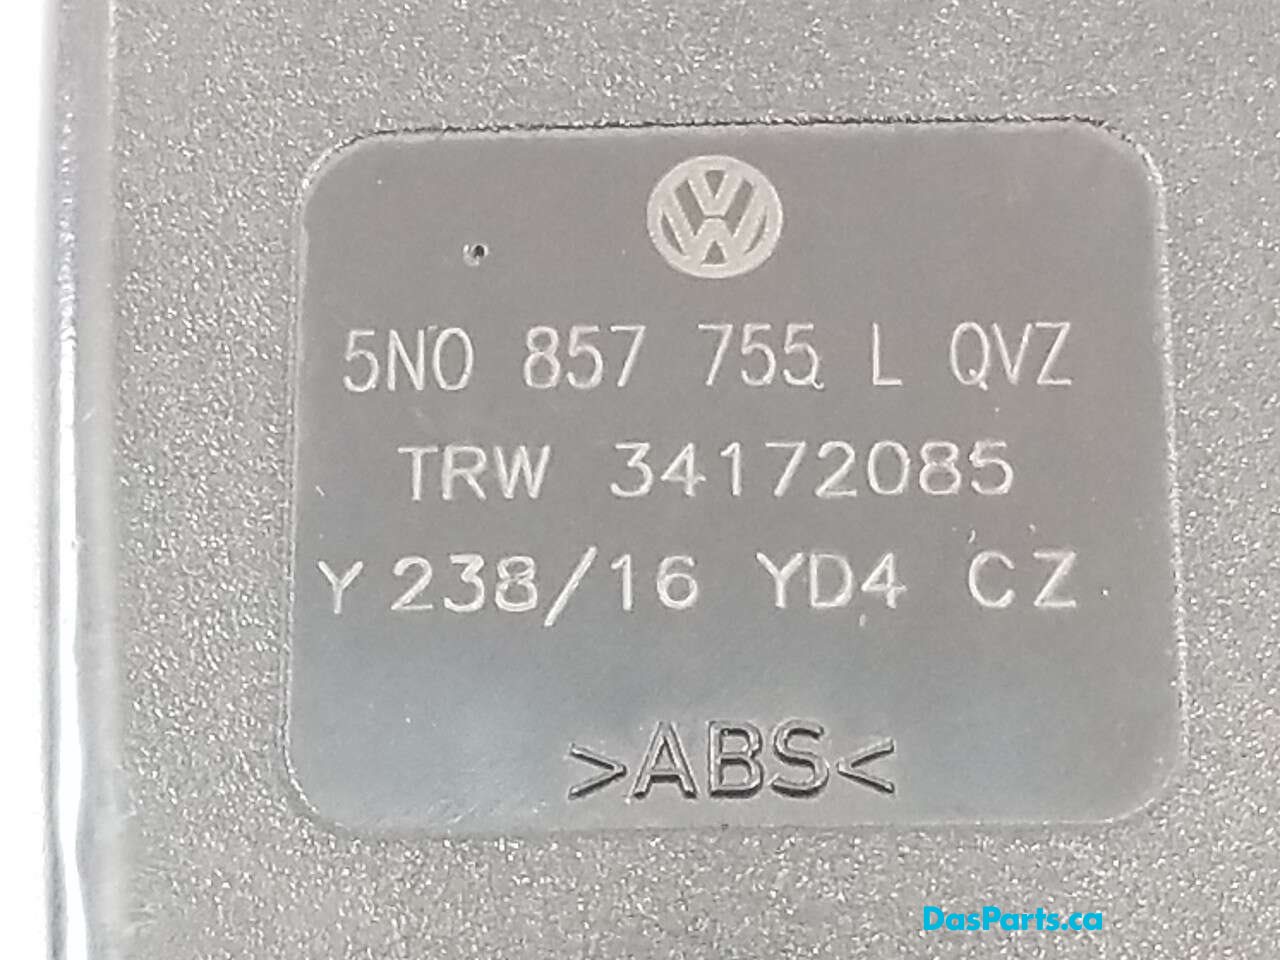 5N0 857 755 L QVZ
TRW 34172085
Y 238/16 YD4 CZ
>ABS<
DasParts.ca